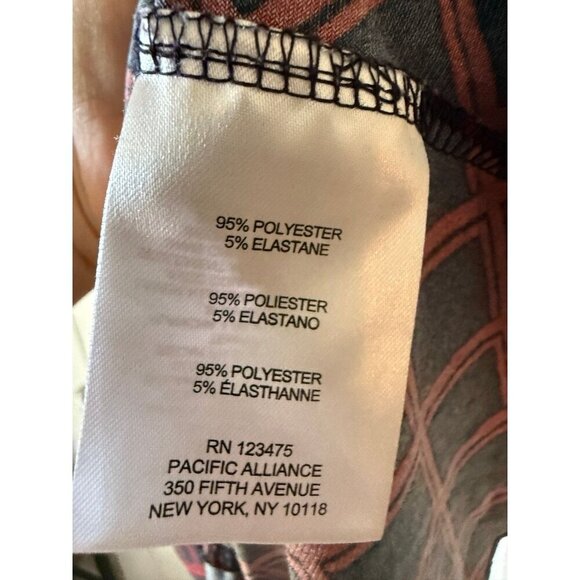 95% POLYESTER
5% ELASTANE
95% POLIESTER
5% ELASTANO
95% POLYESTER
5% ÉLASTHANNE
RN 123475
PACIFIC ALLIANCE
350 FIFTH AVENUE
NEW YORK, NY 10118